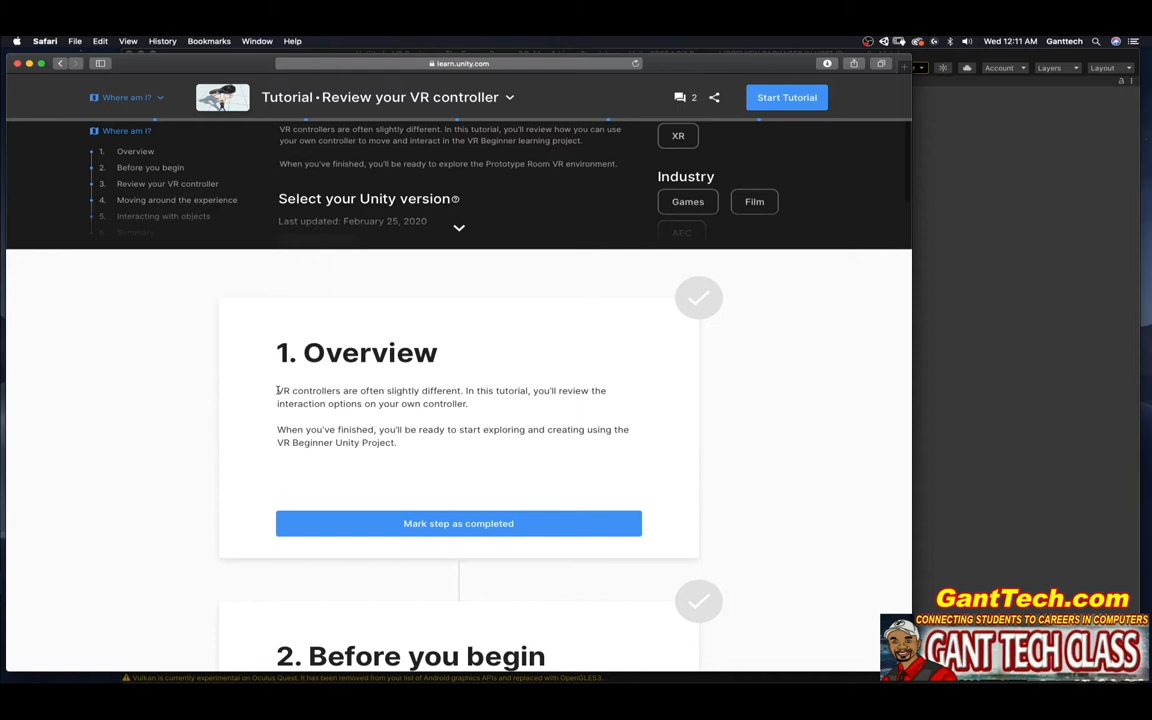 Safari File Edit View History Bookmarks Window Help
Wed 12:11 AM Ganttech
learn.unity.com
Account Layers Layout
Where am I?
Tutorial • Review your VR controller
2
Start Tutorial
Where am I?
1. Overview
2. Before you begin
3. Review your VR controller
4. Moving around the experience
5. Interacting with objects
6. Summary
VR controllers are often slightly different. In this tutorial, you'll review how you can use
your own controller to move and interact in the VR Beginner learning project.
When you've finished, you'll be ready to explore the Prototype Room VR environment.
Select your Unity version
Last updated: February 25, 2020
XR
Industry
Games Film
AEC
1. Overview
VR controllers are often slightly different. In this tutorial, you'll review the
interaction options on your own controller.
When you've finished, you'll be ready to start exploring and creating using the
VR Beginner Unity Project.
Mark step as completed
2. Before you begin
GantTech.com
CONNECTING STUDENTS TO CAREERS IN COMPUTERS
GANT TECH CLASS
Vulkan is currently experimental on Oculus Quest. It has been removed from your list of Android graphics APIs and replaced with OpenGLES3.